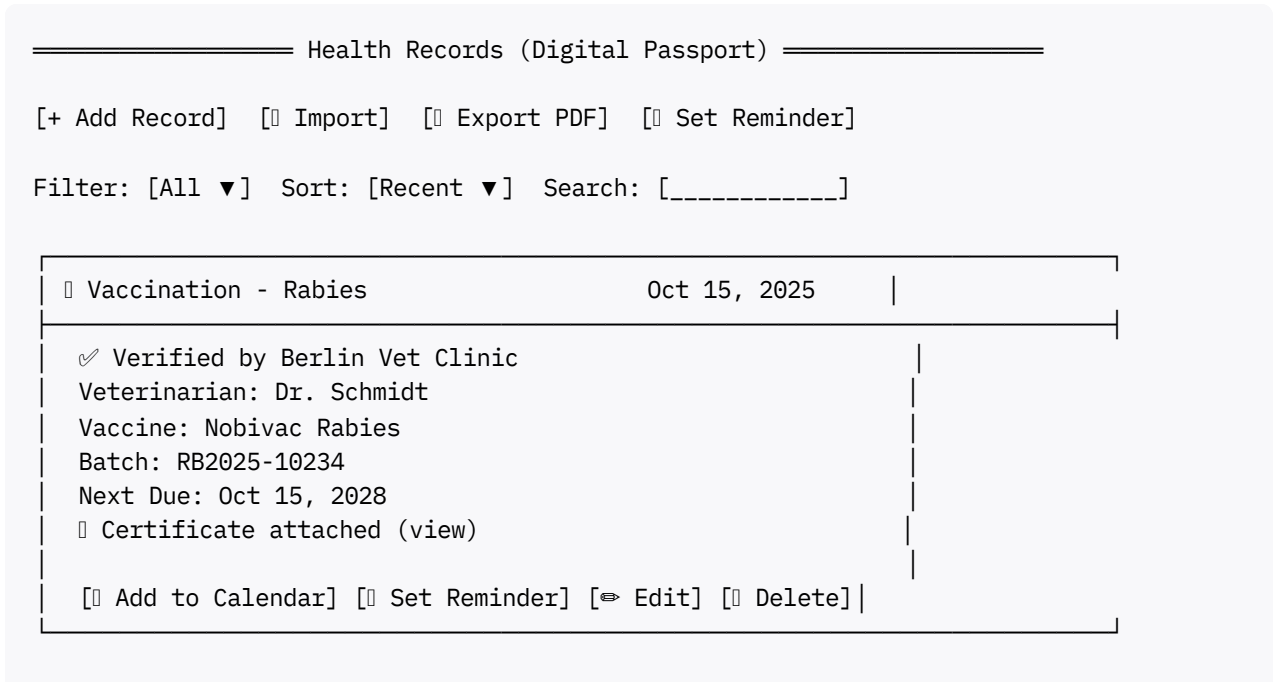 ══════════════════ Health Records (Digital Passport) ══════════════════
[+ Add Record]  [▯ Import]  [▯ Export PDF]  [▯ Set Reminder]
Filter: [All ▼]  Sort: [Recent ▼]  Search: [____________]
▯ Vaccination - Rabies                    Oct 15, 2025
✅ Verified by Berlin Vet Clinic
Veterinarian: Dr. Schmidt
Vaccine: Nobivac Rabies
Batch: RB2025-10234
Next Due: Oct 15, 2028
▯ Certificate attached (view)
[▯ Add to Calendar] [▯ Set Reminder] [✏ Edit] [▯ Delete]